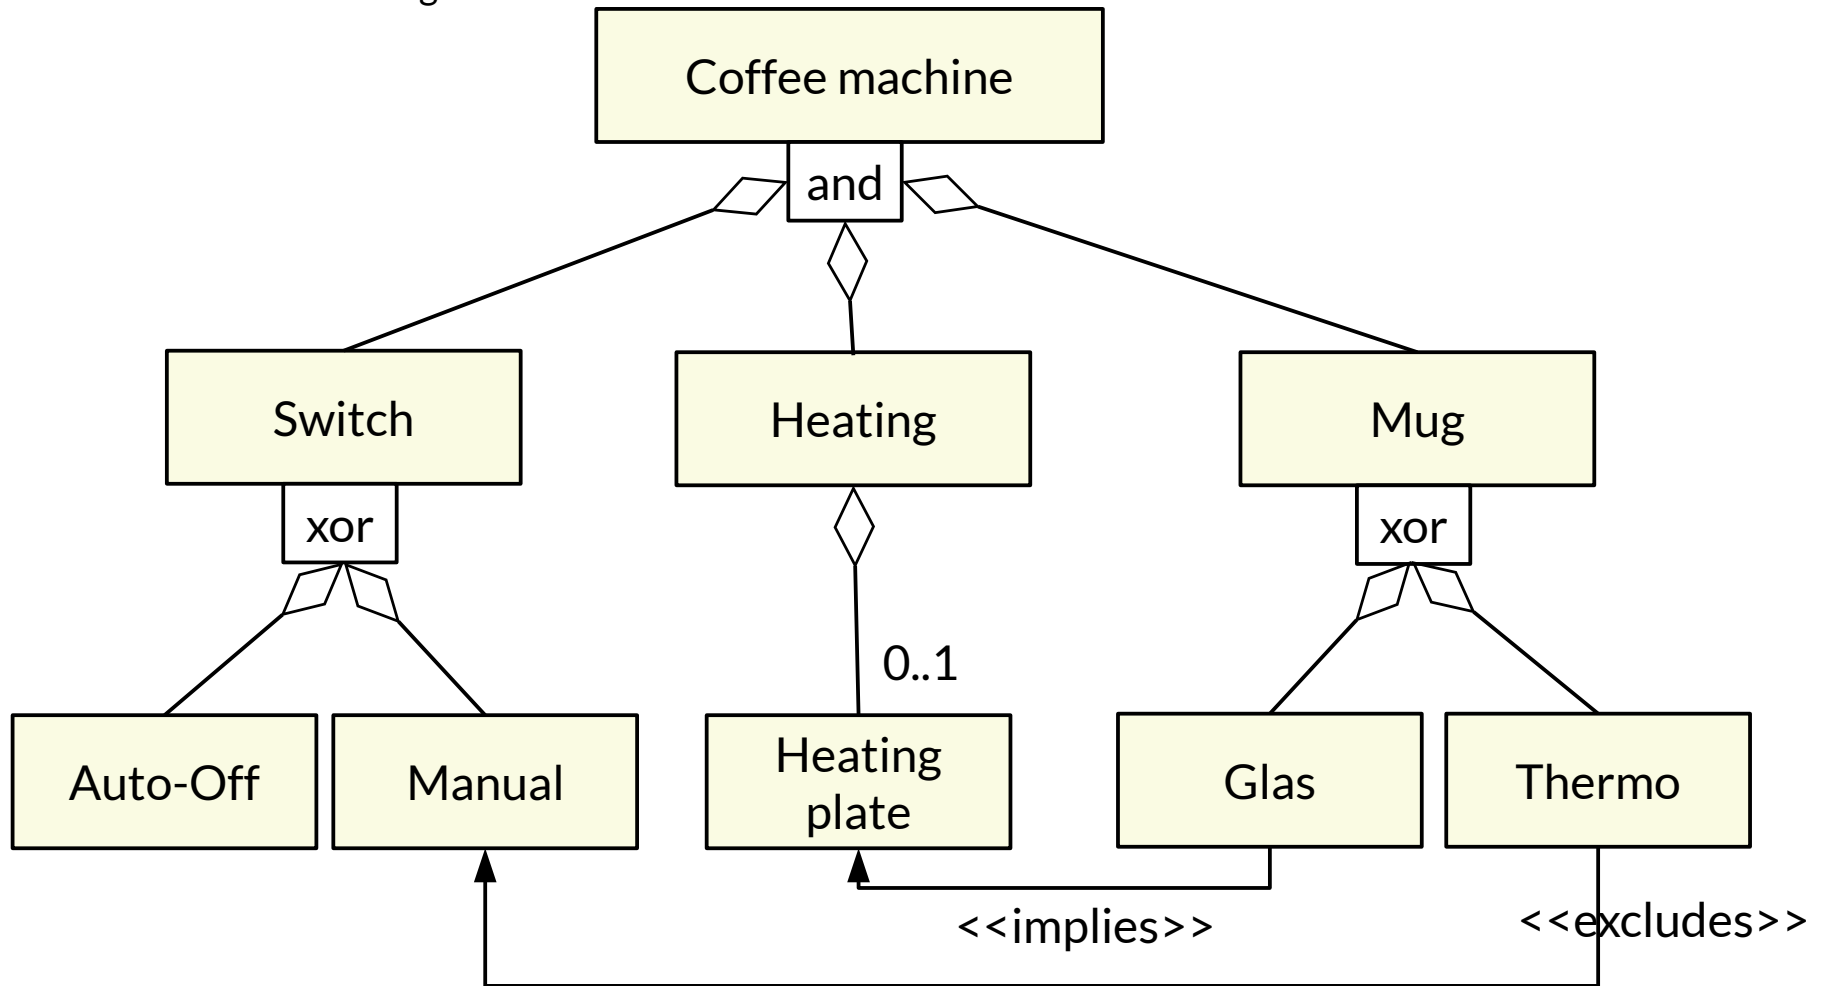 Coffee machine
and
Switch
Heating
Mug
xor
xor
0..1
Auto-Off
Manual
Heating
plate
Glas
Thermo
<<implies>>
<<excludes>>